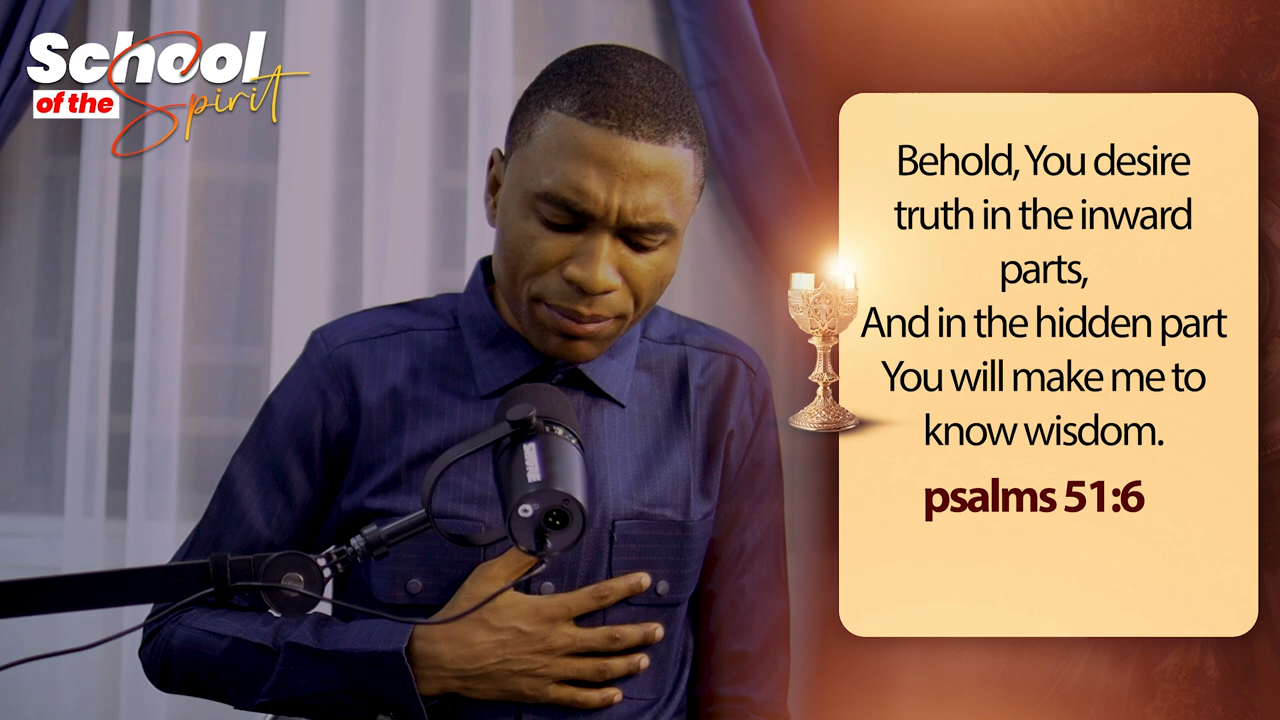 School
of the Spirit
Behold, You desire
truth in the inward
parts,
And in the hidden part
You will make me to
know wisdom.
psalms 51:6
SHURE